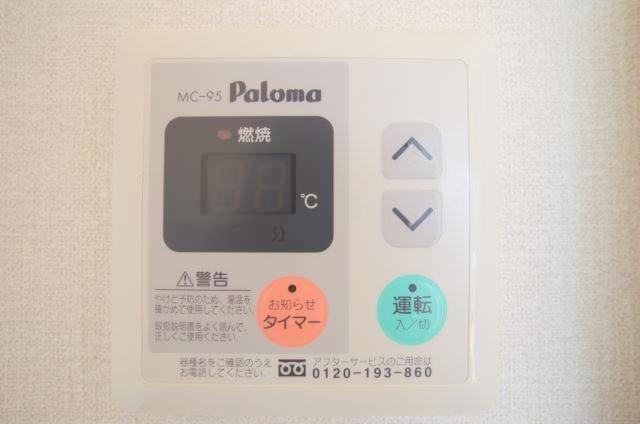 MC-95 Paloma
燃焼
℃
分
⚠警告
やけど予防のため、湯温を
確かめて使用してください。
取扱説明書をよく読んで、
正しくご使用ください。
お知らせ
タイマー
運転
入／切
器種名をご確認のうえ
お電話してください。
アフターサービスのご用命は
0120-193-860